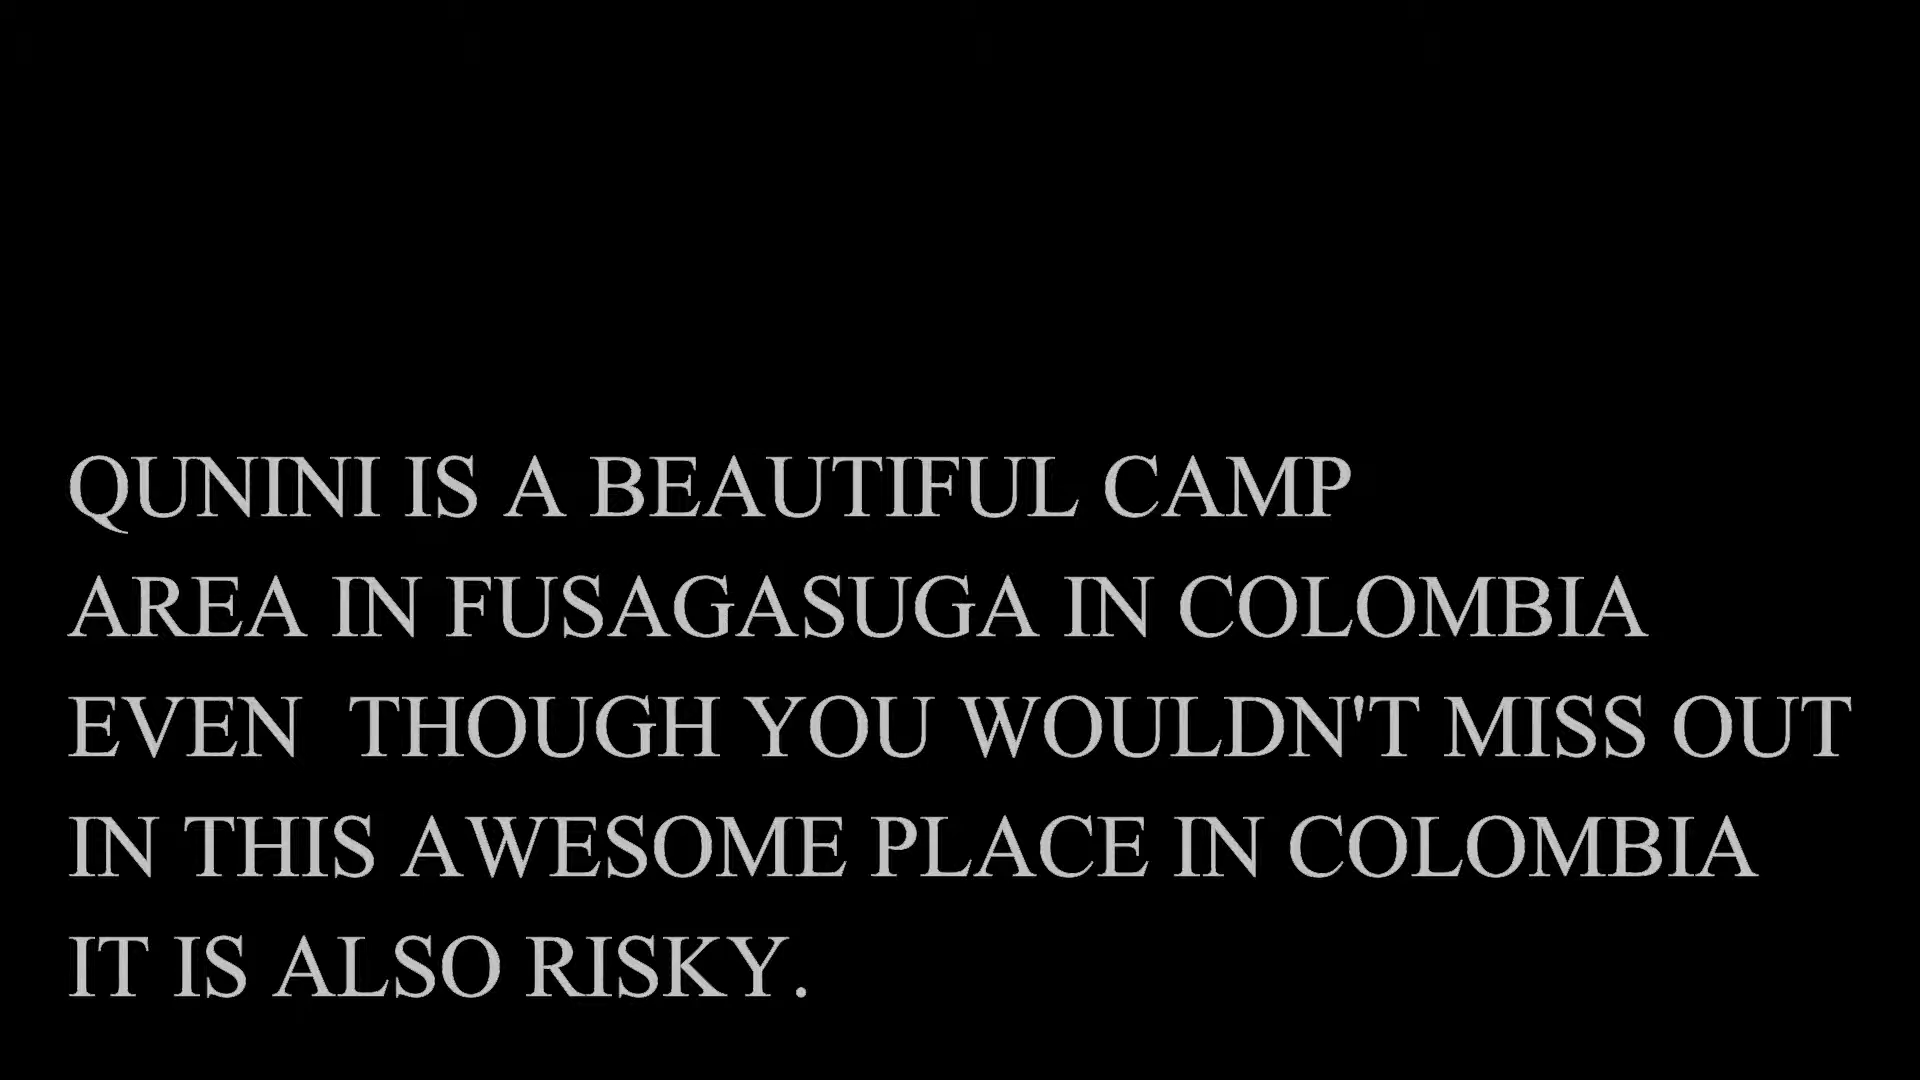 QUNINI IS A BEAUTIFUL CAMP
AREA IN FUSAGASUGA IN COLOMBIA
EVEN  THOUGH YOU WOULDN'T MISS OUT
IN THIS AWESOME PLACE IN COLOMBIA
IT IS ALSO RISKY.